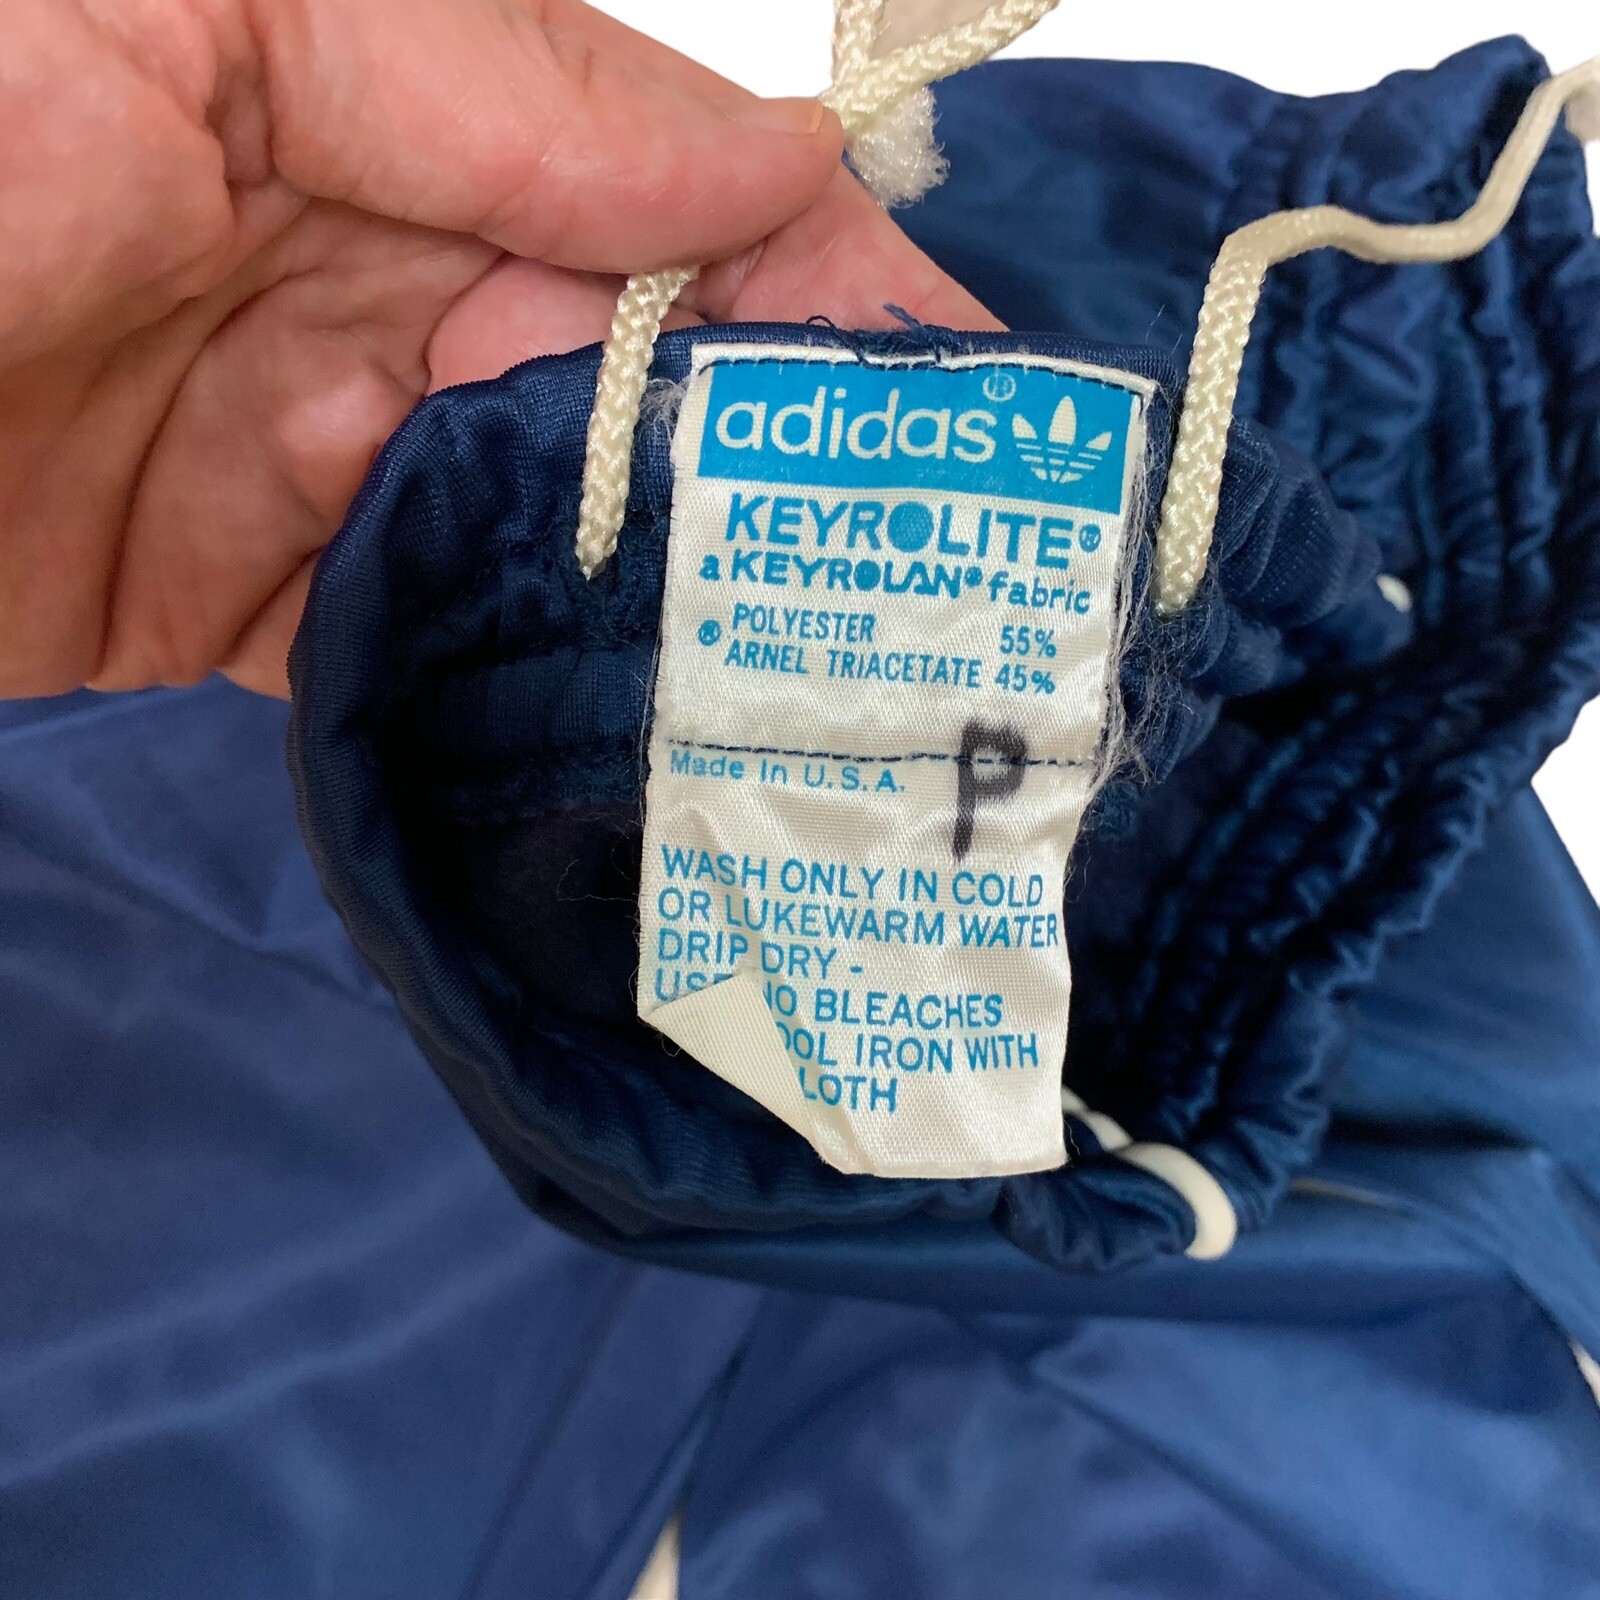 adidas®
KEYROLITE®
a KEYROLAN® fabric
POLYESTER 55%
® ARNEL TRIACETATE 45%
Made In U.S.A.
P
WASH ONLY IN COLD
OR LUKEWARM WATER
DRIP DRY -
BLEACHES
IRON WITH